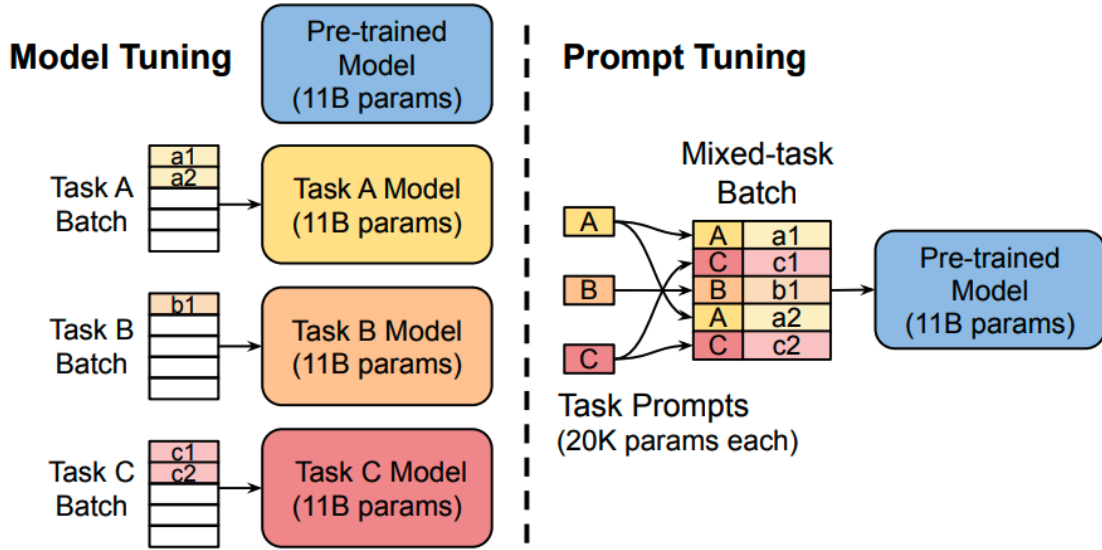 Model Tuning
Pre-trained
Model
(11B params)
a1
a2
Task A
Batch
Task A Model
(11B params)
b1
Task B
Batch
Task B Model
(11B params)
c1
c2
Task C
Batch
Task C Model
(11B params)
Prompt Tuning
Mixed-task
Batch
A
B
C
A a1
C c1
B b1
A a2
C c2
Task Prompts
(20K params each)
Pre-trained
Model
(11B params)